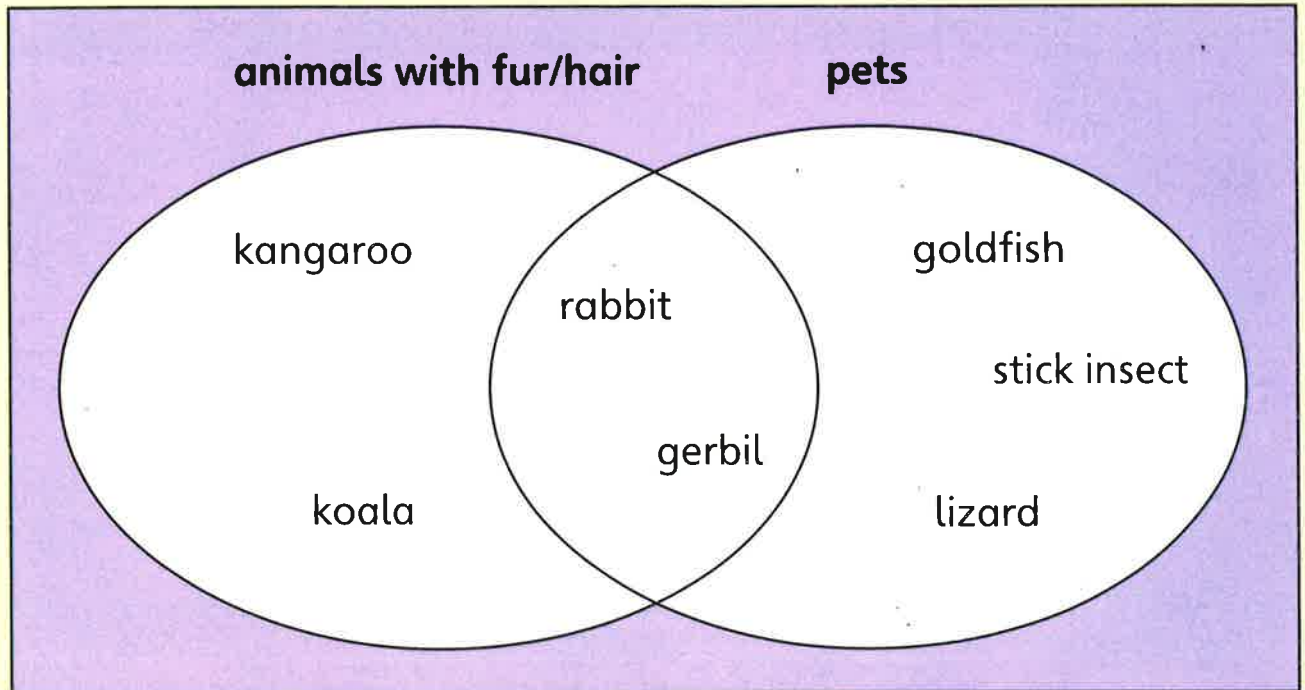 animals with fur/hair pets
kangaroo goldfish
rabbit
stick insect
gerbil
koala lizard